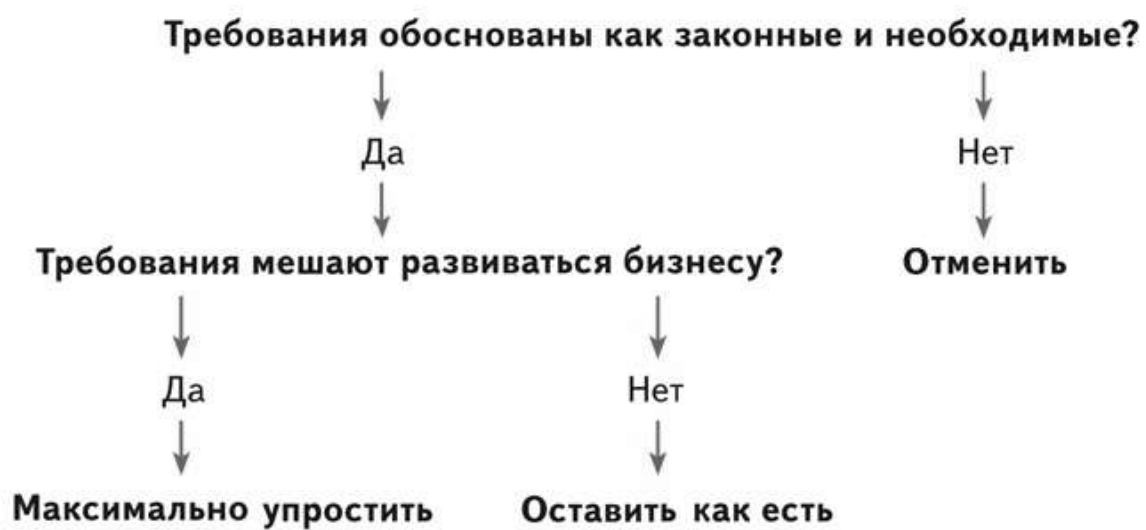 Требования обоснованы как законные и необходимые?
Да Нет
Требования мешают развиваться бизнесу? Отменить
Да Нет
Максимально упростить Оставить как есть